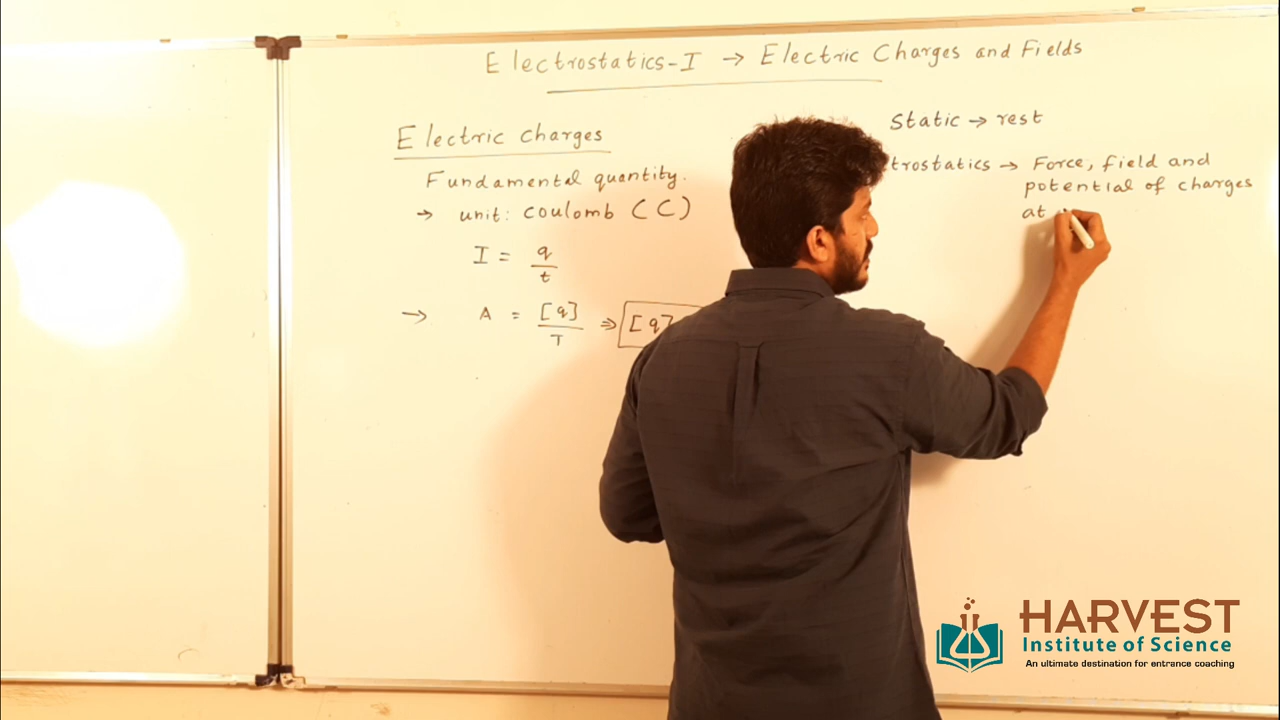 Electrostatics-I → Electric Charges and Fields
Electric charges
Fundamental quantity.
→ unit: coulomb (C)
I = q/t
→ A = [q]/T ⇒ [q]
Static → rest
trostatics → Force, field and
potential of charges
at
HARVEST
Institute of Science
An ultimate destination for entrance coaching